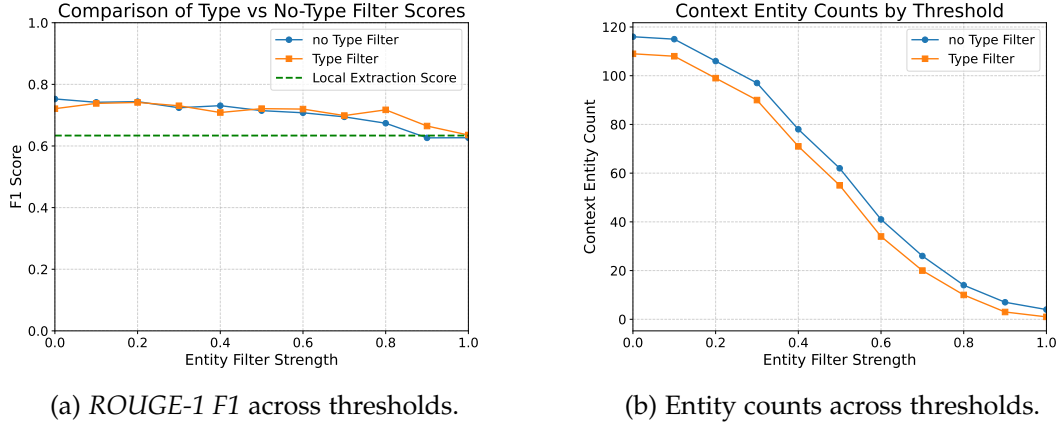 Comparison of Type vs No-Type Filter Scores
1.0
0.8
0.6
0.4
0.2
0.0
F1 Score
no Type Filter
Type Filter
Local Extraction Score
0.0 0.2 0.4 0.6 0.8 1.0
Entity Filter Strength
(a) ROUGE-1 F1 across thresholds.
Context Entity Counts by Threshold
120
100
80
60
40
20
0
Context Entity Count
no Type Filter
Type Filter
0.0 0.2 0.4 0.6 0.8 1.0
Entity Filter Strength
(b) Entity counts across thresholds.